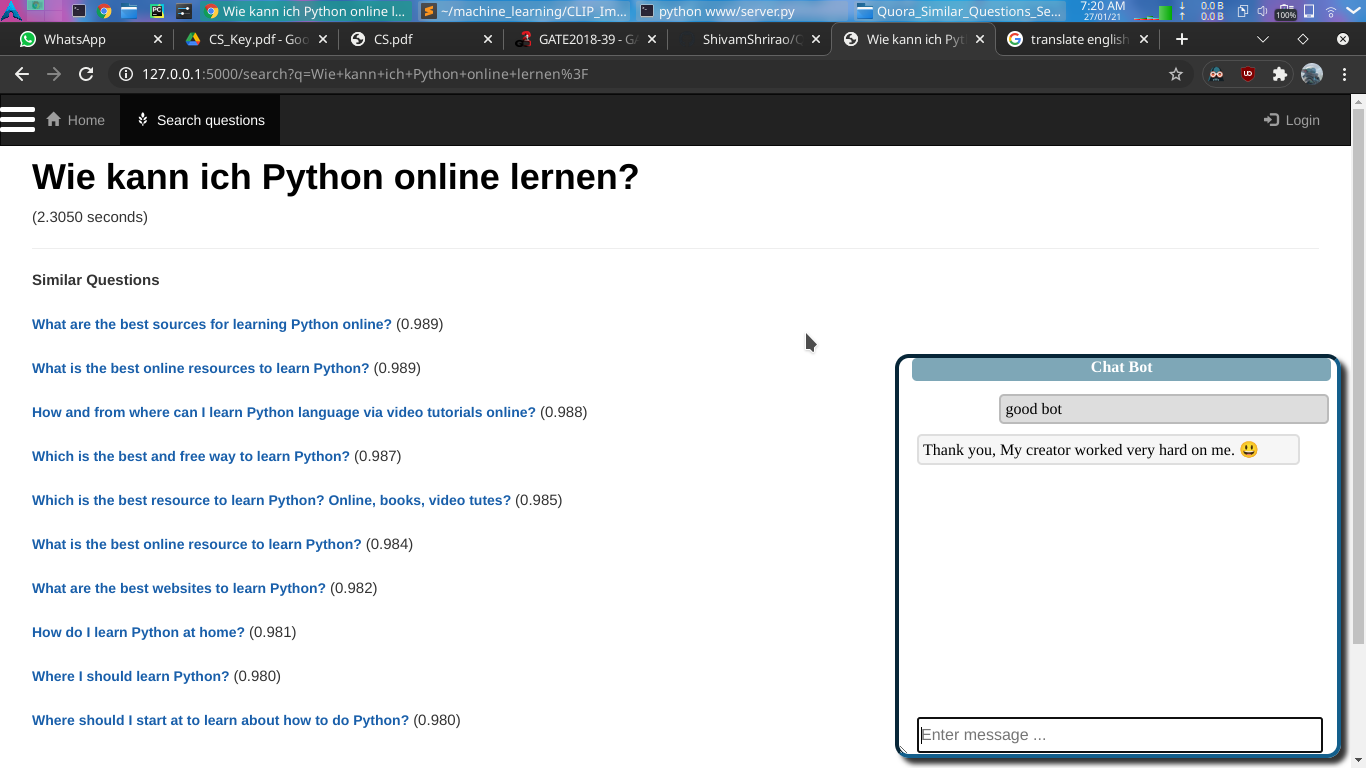 Wie kann ich Python online l...
~/machine_learning/CLIP_Im...
python www/server.py
Quora_Similar_Questions_Se...
7:20 AM
27/01/21
0.0 B
0.0 B
100%
WhatsApp
CS_Key.pdf - Goo
CS.pdf
GATE2018-39 - GA
ShivamShrirao/Q
Wie kann ich Pyt
translate english
127.0.0.1:5000/search?q=Wie+kann+ich+Python+online+lernen%3F
Home
Search questions
Login
Wie kann ich Python online lernen?
(2.3050 seconds)
Similar Questions
What are the best sources for learning Python online? (0.989)
What is the best online resources to learn Python? (0.989)
How and from where can I learn Python language via video tutorials online? (0.988)
Which is the best and free way to learn Python? (0.987)
Which is the best resource to learn Python? Online, books, video tutes? (0.985)
What is the best online resource to learn Python? (0.984)
What are the best websites to learn Python? (0.982)
How do I learn Python at home? (0.981)
Where I should learn Python? (0.980)
Where should I start at to learn about how to do Python? (0.980)
Chat Bot
good bot
Thank you, My creator worked very hard on me. 😃
Enter message ...